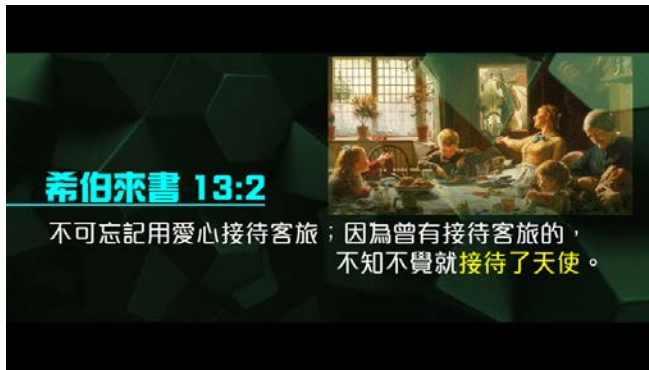 希伯來書 13:2
不可忘記用愛心接待客旅；因為曾有接待客旅的，
不知不覺就接待了天使。